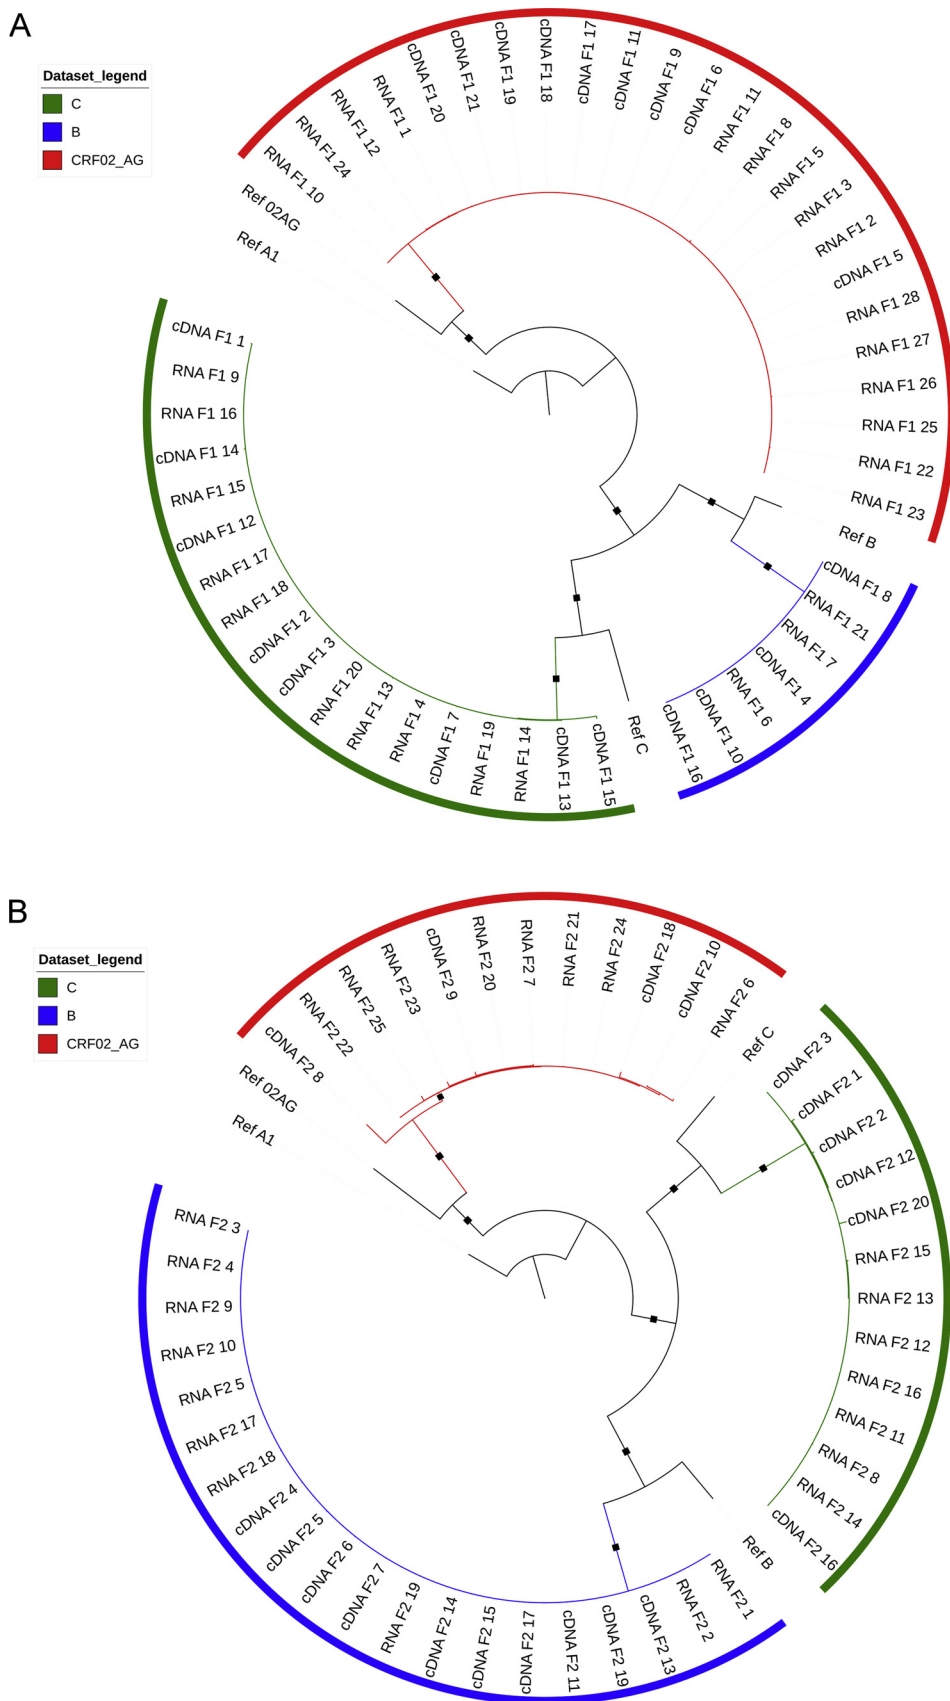 A
Dataset_legend
C
B
CRF02_AG
Ref A1
Ref 02AG
RNA F1 10
RNA F1 24
RNA F1 12
RNA F1 1
cDNA F1 20
cDNA F1 21
cDNA F1 19
cDNA F1 18
cDNA F1 17
cDNA F1 11
cDNA F1 9
cDNA F1 6
RNA F1 11
RNA F1 8
RNA F1 5
RNA F1 3
RNA F1 2
cDNA F1 5
RNA F1 28
RNA F1 27
RNA F1 26
RNA F1 25
RNA F1 22
RNA F1 23
Ref B
cDNA F1 8
RNA F1 21
RNA F1 7
cDNA F1 4
RNA F1 6
cDNA F1 10
cDNA F1 16
Ref C
cDNA F1 15
cDNA F1 13
RNA F1 14
RNA F1 19
cDNA F1 7
RNA F1 4
RNA F1 13
RNA F1 20
cDNA F1 3
cDNA F1 2
RNA F1 18
RNA F1 17
cDNA F1 12
RNA F1 15
cDNA F1 14
RNA F1 16
RNA F1 9
cDNA F1 1
B
Dataset_legend
C
B
CRF02_AG
Ref A1
Ref 02AG
cDNA F2 8
RNA F2 22
RNA F2 25
RNA F2 23
cDNA F2 9
RNA F2 20
RNA F2 7
RNA F2 21
RNA F2 24
cDNA F2 18
cDNA F2 10
RNA F2 6
Ref C
cDNA F2 3
cDNA F2 1
cDNA F2 2
cDNA F2 12
cDNA F2 20
RNA F2 15
RNA F2 13
RNA F2 12
RNA F2 16
RNA F2 11
RNA F2 8
RNA F2 14
cDNA F2 16
Ref B
RNA F2 1
RNA F2 2
cDNA F2 13
cDNA F2 19
cDNA F2 11
cDNA F2 17
cDNA F2 15
cDNA F2 14
RNA F2 19
cDNA F2 7
cDNA F2 6
cDNA F2 5
cDNA F2 4
RNA F2 18
RNA F2 17
RNA F2 5
RNA F2 10
RNA F2 9
RNA F2 4
RNA F2 3